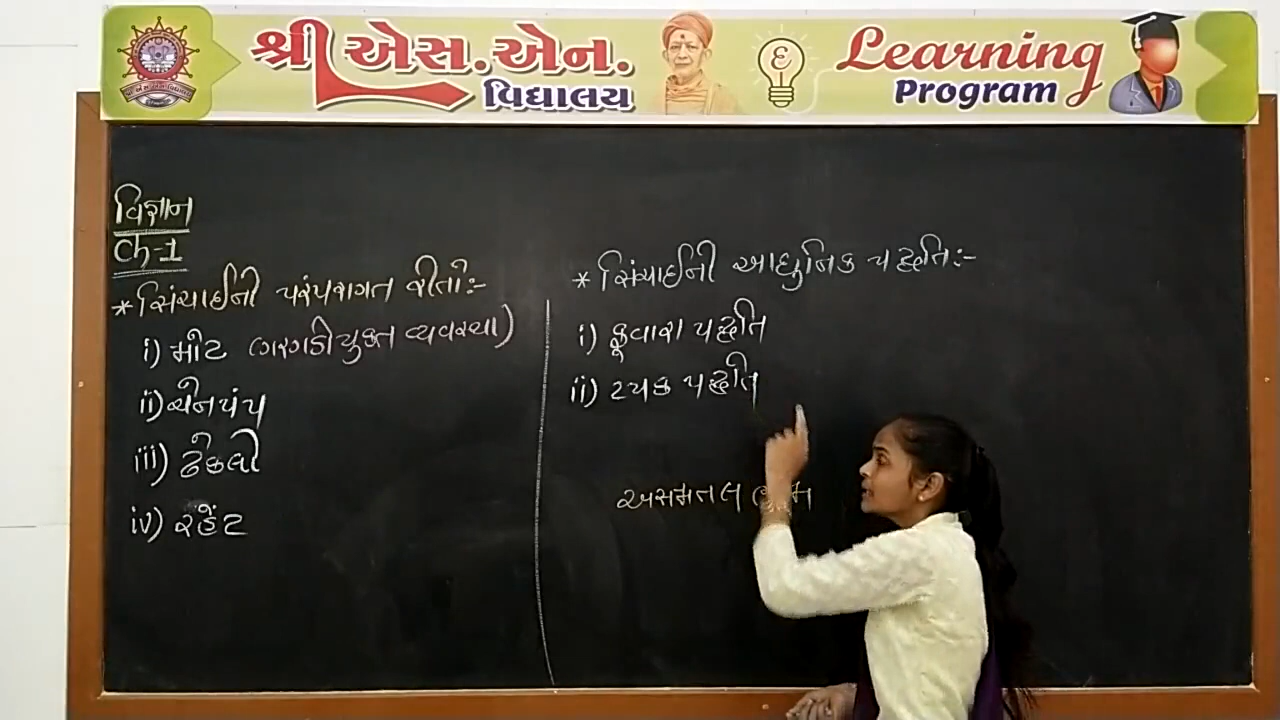 શ્રી એસ.એન.
વિદ્યાલય
Learning
Program
વિજ્ઞાન
Ch-1
* સિંચાઈની પરંપરાગત રીતો:-
i) મોટ (ગરગડીયુક્ત વ્યવસ્થા)
ii) ચેનપંપ
iii) ઢેકલી
iv) રહેંટ
* સિંચાઈની આધુનિક પદ્ધતિ:-
i) ફૂવારા પદ્ધતિ
ii) ટપક પદ્ધતિ
અસમતલ